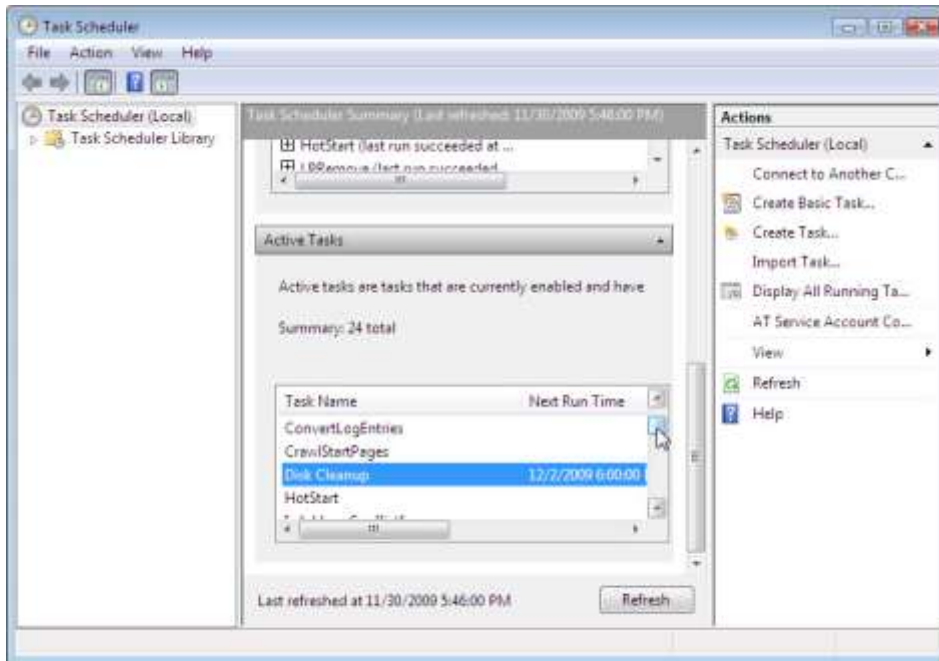 Task Scheduler
File Action View Help
Task Scheduler (Local)
Task Scheduler Library
Task Scheduler Summary (Last refreshed: 11/30/2009 5:46:00 PM)
HotStart (last run succeeded at ...
LPRemove (last run succeeded
Active Tasks
Active tasks are tasks that are currently enabled and have
Summary: 24 total
Task Name Next Run Time
ConvertLogEntries
CrawlStartPages
Disk Cleanup 12/2/2009 6:00:00
HotStart
Last refreshed at 11/30/2009 5:46:00 PM
Refresh
Actions
Task Scheduler (Local)
Connect to Another C...
Create Basic Task...
Create Task...
Import Task...
Display All Running Ta...
AT Service Account Co...
View
Refresh
Help